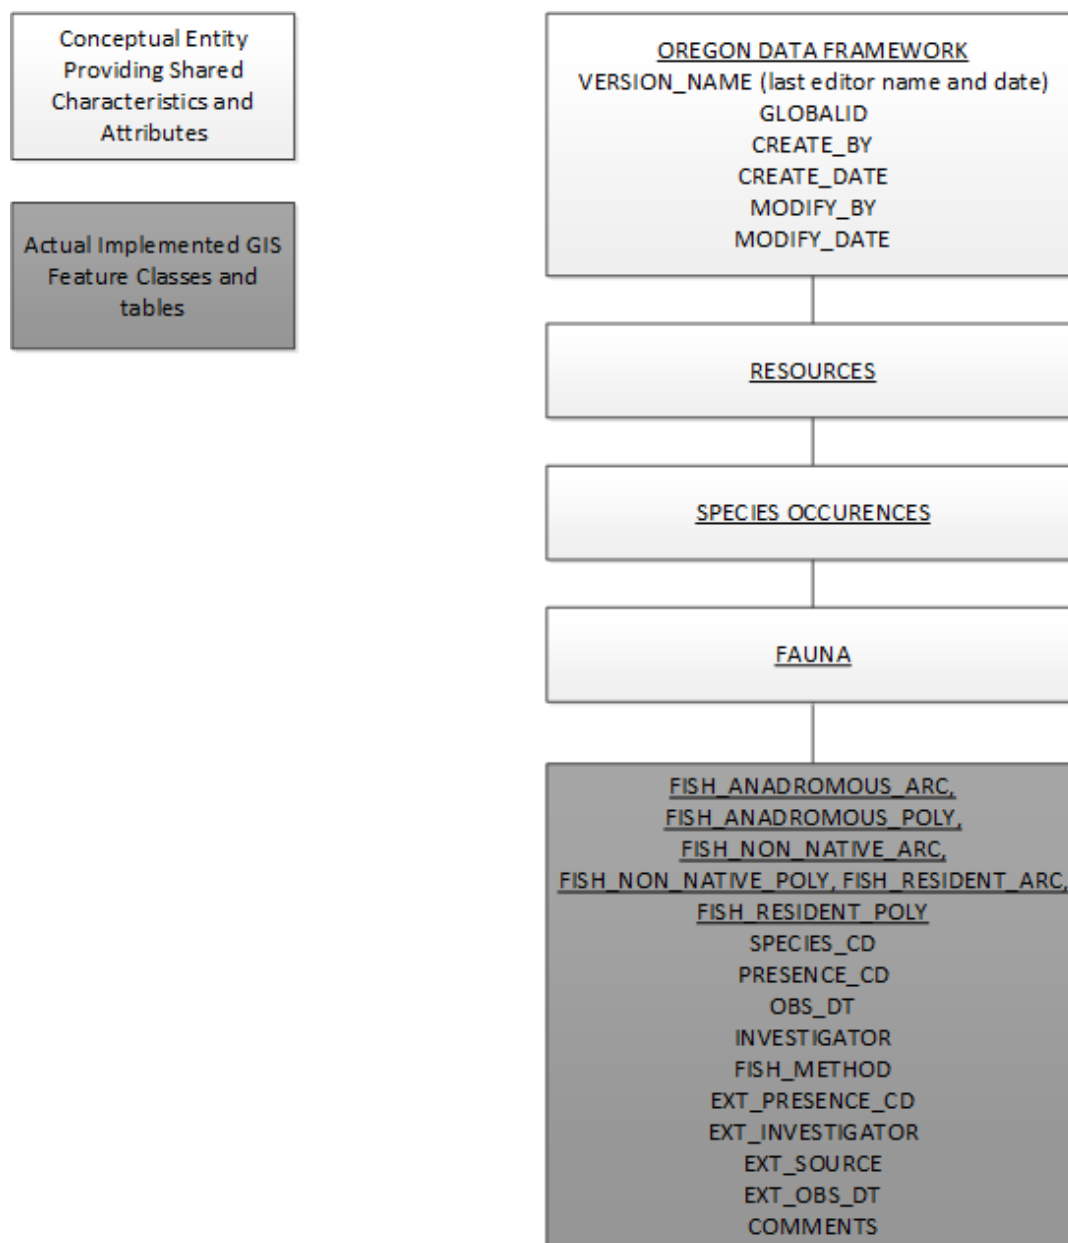 Conceptual Entity
Providing Shared
Characteristics and
Attributes
Actual Implemented GIS
Feature Classes and
tables
OREGON DATA FRAMEWORK
VERSION_NAME (last editor name and date)
GLOBALID
CREATE_BY
CREATE_DATE
MODIFY_BY
MODIFY_DATE
RESOURCES
SPECIES OCCURENCES
FAUNA
FISH_ANADROMOUS_ARC,
FISH_ANADROMOUS_POLY,
FISH_NON_NATIVE_ARC,
FISH_NON_NATIVE_POLY, FISH_RESIDENT_ARC,
FISH_RESIDENT_POLY
SPECIES_CD
PRESENCE_CD
OBS_DT
INVESTIGATOR
FISH_METHOD
EXT_PRESENCE_CD
EXT_INVESTIGATOR
EXT_SOURCE
EXT_OBS_DT
COMMENTS